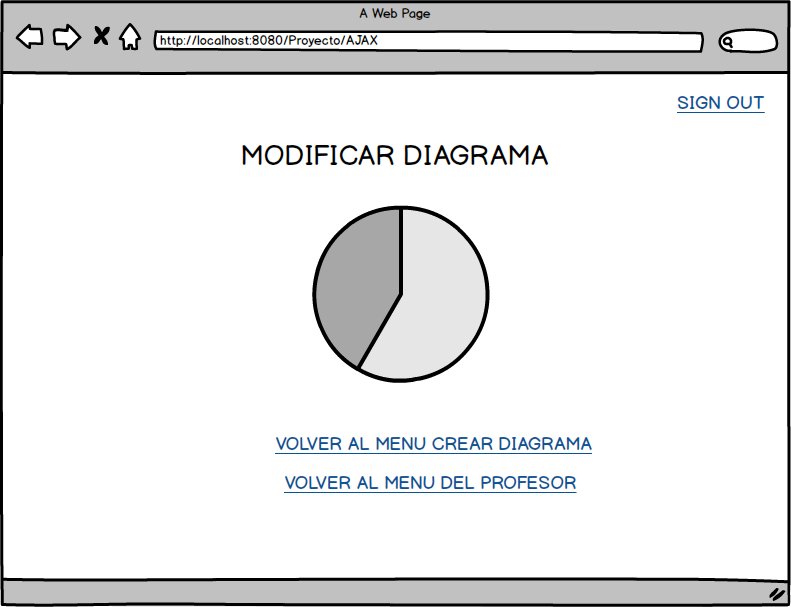 A Web Page
http://localhost:8080/Proyecto/AJAX
SIGN OUT
MODIFICAR DIAGRAMA
VOLVER AL MENU CREAR DIAGRAMA
VOLVER AL MENU DEL PROFESOR